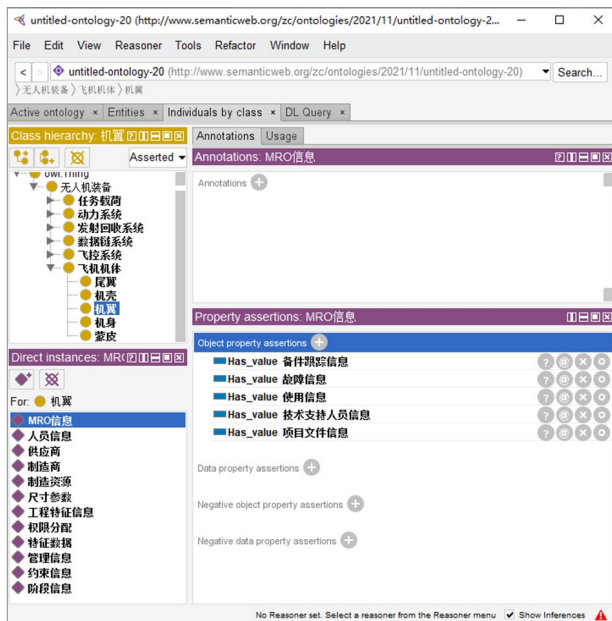 untitled-ontology-20 (http://www.semanticweb.org/zc/ontologies/2021/11/untitled-ontology-2...
File Edit View Reasoner Tools Refactor Window Help
untitled-ontology-20 (http://www.semanticweb.org/zc/ontologies/2021/11/untitled-ontology-20) Search...
〉无人机装备〉飞机机体〉机翼
Active ontology × Entities × Individuals by class × DL Query ×
Class hierarchy: 机翼
Asserted
owl:Thing
无人机装备
任务载荷
动力系统
发射回收系统
数据链系统
飞控系统
飞机机体
尾翼
机壳
机翼
机身
蒙皮
Direct instances: MRO
For: 机翼
MRO信息
人员信息
供应商
制造商
制造资源
尺寸参数
工程特征信息
权限分配
特征数据
管理信息
约束信息
阶段信息
Annotations Usage
Annotations: MRO信息
Annotations
Property assertions: MRO信息
Object property assertions
Has_value 备件跟踪信息
Has_value 故障信息
Has_value 使用信息
Has_value 技术支持人员信息
Has_value 项目文件信息
Data property assertions
Negative object property assertions
Negative data property assertions
No Reasoner set. Select a reasoner from the Reasoner menu Show Inferences